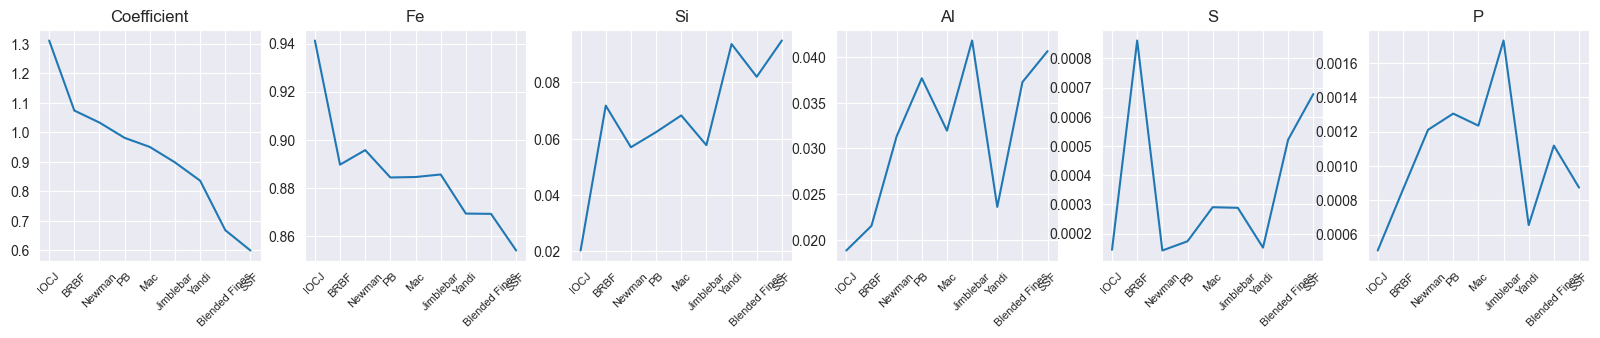 Coefficient
1.3
1.2
1.1
1.0
0.9
0.8
0.7
0.6
IOCJ
BRBF
Newman
PB
Mac
Jimblebar
Yandi
Blended Fines
SSF
Fe
0.94
0.92
0.90
0.88
0.86
IOCJ
BRBF
Newman
PB
Mac
Jimblebar
Yandi
Blended Fines
SSF
Si
0.08
0.06
0.04
0.02
IOCJ
BRBF
Newman
PB
Mac
Jimblebar
Yandi
Blended Fines
SSF
Al
0.040
0.035
0.030
0.025
0.020
IOCJ
BRBF
Newman
PB
Mac
Jimblebar
Yandi
Blended Fines
SSF
S
0.0008
0.0007
0.0006
0.0005
0.0004
0.0003
0.0002
IOCJ
BRBF
Newman
PB
Mac
Jimblebar
Yandi
Blended Fines
SSF
P
0.0016
0.0014
0.0012
0.0010
0.0008
0.0006
IOCJ
BRBF
Newman
PB
Mac
Jimblebar
Yandi
Blended Fines
SSF